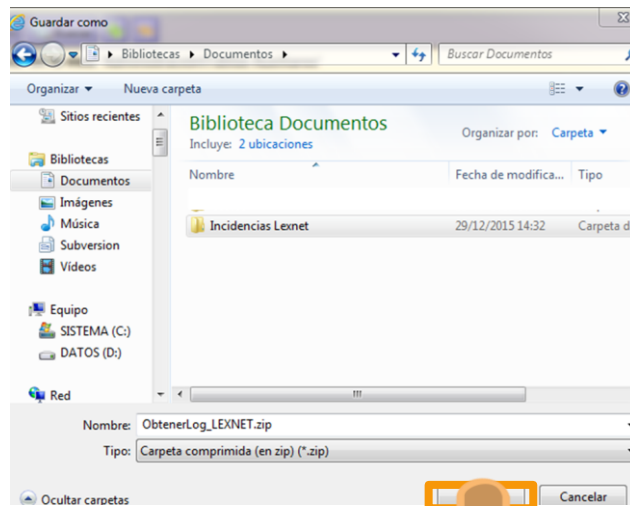 Guardar como
Bibliotecas Documentos
Buscar Documentos
Organizar Nueva carpeta
Sitios recientes
Bibliotecas
Documentos
Imágenes
Música
Subversion
Vídeos
Equipo
SISTEMA (C:)
DATOS (D:)
Red
Biblioteca Documentos
Incluye: 2 ubicaciones
Organizar por: Carpeta
Nombre Fecha de modifica... Tipo
Incidencias Lexnet 29/12/2015 14:32 Carpeta d
Nombre: ObtenerLog_LEXNET.zip
Tipo: Carpeta comprimida (en zip) (*.zip)
Ocultar carpetas
Cancelar